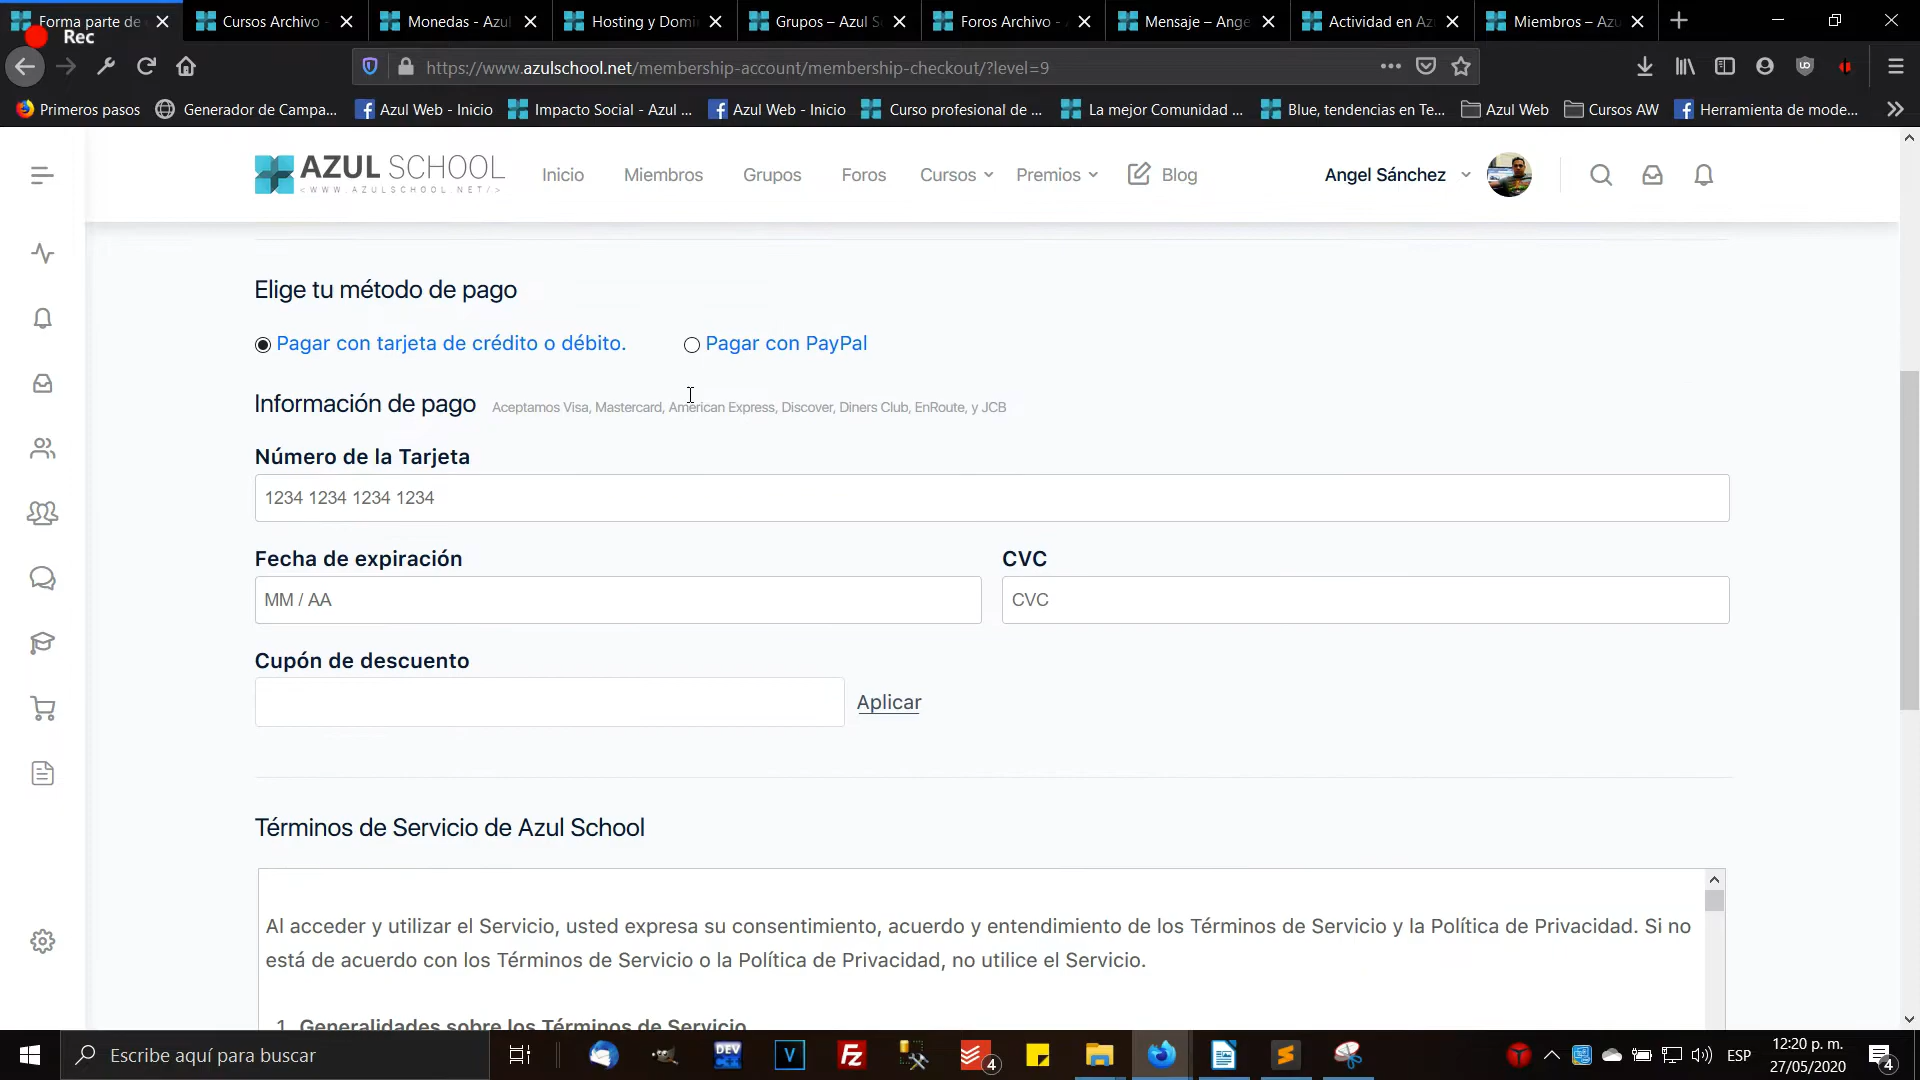 Forma parte de
Cursos Archivo -
Monedas - Azul
Hosting y Domi
Grupos – Azul S
Foros Archivo -
Mensaje – Ange
Actividad en Az
Miembros – Azu
Rec
https://www.azulschool.net/membership-account/membership-checkout/?level=9
Primeros pasos
Generador de Campa...
Azul Web - Inicio
Impacto Social - Azul ...
Azul Web - Inicio
Curso profesional de ...
La mejor Comunidad ...
Blue, tendencias en Te...
Azul Web
Cursos AW
Herramienta de mode...
AZUL SCHOOL
<WWW.AZULSCHOOL.NET/>
Inicio
Miembros
Grupos
Foros
Cursos
Premios
Blog
Angel Sánchez
Elige tu método de pago
Pagar con tarjeta de crédito o débito.
Pagar con PayPal
Información de pago
Aceptamos Visa, Mastercard, American Express, Discover, Diners Club, EnRoute, y JCB
Número de la Tarjeta
1234 1234 1234 1234
Fecha de expiración
CVC
MM / AA
CVC
Cupón de descuento
Aplicar
Términos de Servicio de Azul School
Al acceder y utilizar el Servicio, usted expresa su consentimiento, acuerdo y entendimiento de los Términos de Servicio y la Política de Privacidad. Si no
está de acuerdo con los Términos de Servicio o la Política de Privacidad, no utilice el Servicio.
1. Generalidades sobre los Términos de Servicio
Escribe aquí para buscar
DEV
V
FZ
4
ESP
12:20 p. m.
27/05/2020
4